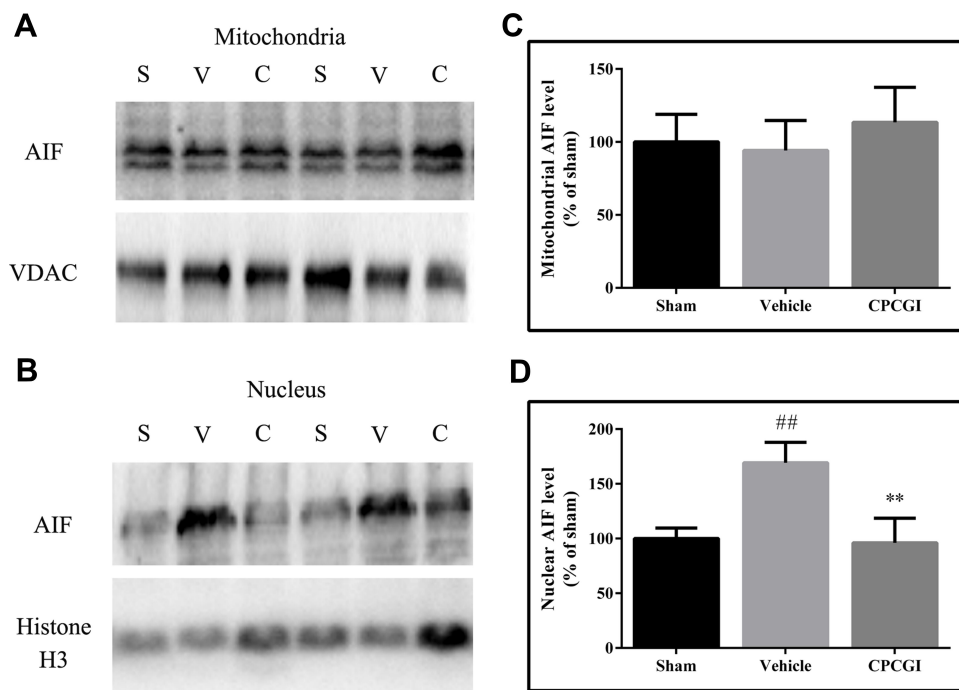 A
Mitochondria
S V C S V C
AIF
VDAC
B
Nucleus
S V C S V C
AIF
Histone
H3
C
Mitochondrial AIF level
(% of sham)
150
100
50
0
Sham Vehicle CPCGI
D
Nuclear AIF level
(% of sham)
200
150
100
50
0
##
**
Sham Vehicle CPCGI